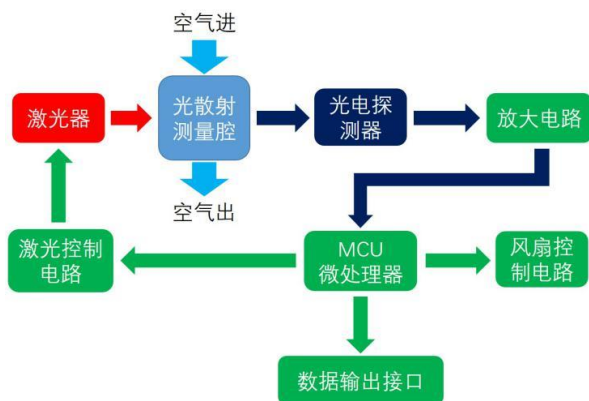 空气进
激光器
光散射
测量腔
光电探
测器
放大电路
空气出
激光控制
电路
MCU
微处理器
风扇控
制电路
数据输出接口